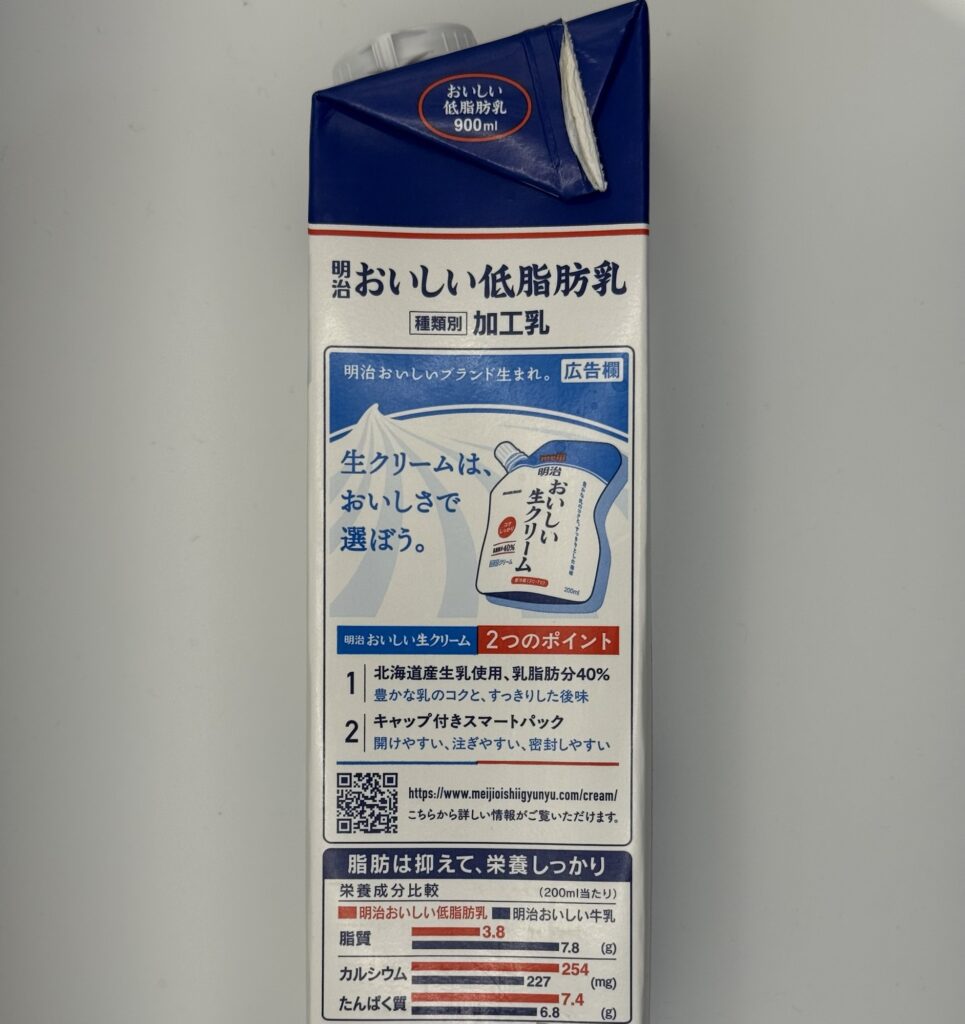 おいしい
低脂肪乳
900ml
明治おいしい低脂肪乳
種類別 加工乳
明治おいしいブランド生まれ。 広告欄
生クリームは、
おいしさで
選ぼう。
meiji
明治
おいしい
生クリーム
コク
しっかり
40%
200ml
明治おいしい生クリーム 2つのポイント
1 北海道産生乳使用、乳脂肪分40%
豊かな乳のコクと、すっきりした後味
2 キャップ付きスマートパック
開けやすい、注ぎやすい、密封しやすい
https://www.meijioishiigyunyu.com/cream/
こちらから詳しい情報がご覧いただけます。
脂肪は抑えて、栄養しっかり
栄養成分比較 (200ml当たり)
明治おいしい低脂肪乳 明治おいしい牛乳
脂質 3.8
7.8 (g)
カルシウム 254
227 (mg)
たんぱく質 7.4
6.8 (g)